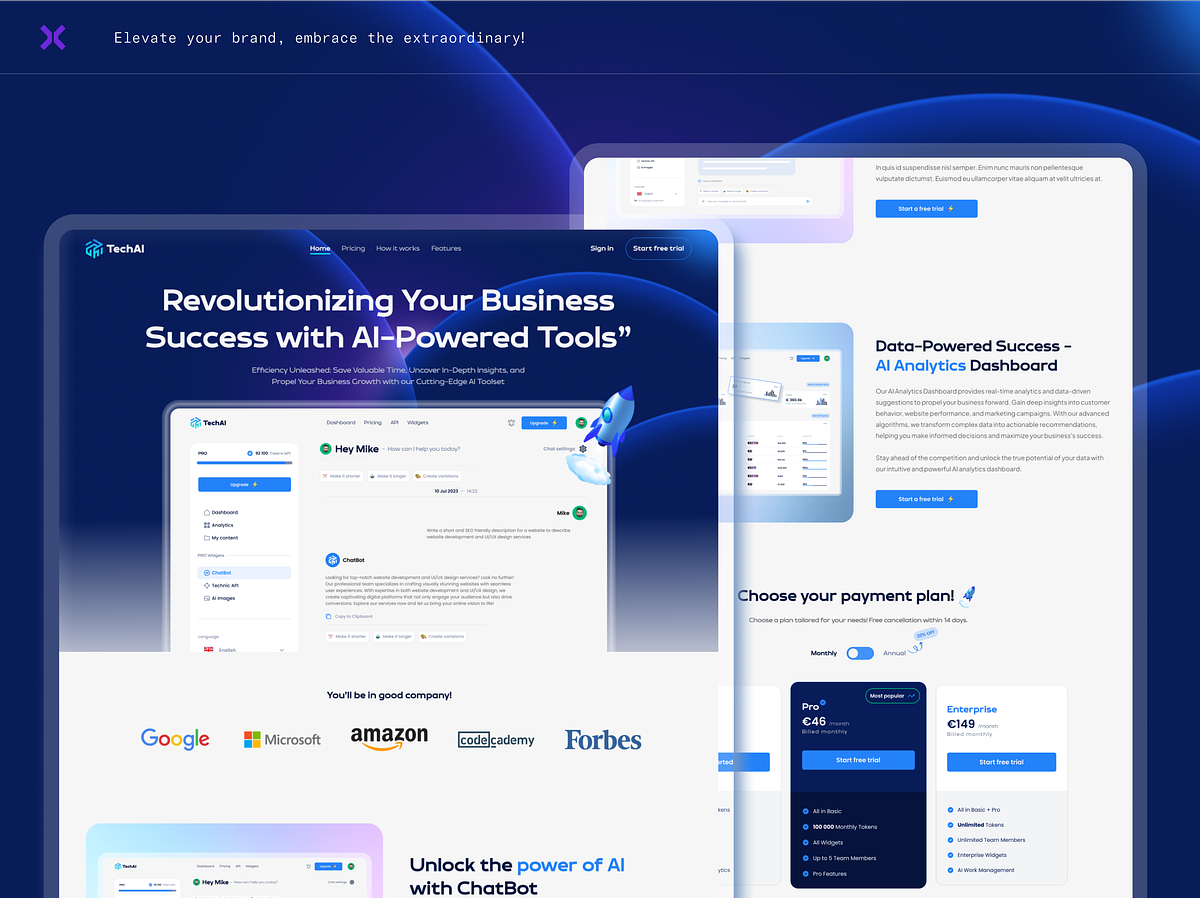 Elevate your brand, embrace the extraordinary!
TechAI
Home Pricing How it works Features
Sign In Start free trial
Revolutionizing Your Business
Success with AI-Powered Tools”
Efficiency Unleashed: Save Valuable Time, Uncover In-Depth Insights, and
Propel Your Business Growth with our Cutting-Edge AI Toolset
TechAI
Dashboard Pricing API Widgets
Upgrade
PRO 92 100 Tokens left
Upgrade
Dashboard
Analytics
My content
PRO Widgets
ChatBot
Technic API
AI Images
Language
English
Hey Mike - How can I help you today?
Chat settings
Make it shorter Make it longer Create variations
10 Jul 2023 — 14:22
Mike
Write a short and SEO friendly description for a website to describe
website development and UI/UX design services
ChatBot
Looking for top-notch website development and UI/UX design services? Look no further!
Our professional team specializes in crafting visually stunning websites with seamless
user experiences. With expertise in both website development and UI/UX design, we
create captivating digital platforms that not only engage your audience but also drive
conversions. Explore our services now and let us bring your online vision to life!
Copy to Clipboard
Make it shorter Make it longer Create variations
You’ll be in good company!
Google Microsoft amazon codecademy Forbes
TechAI
Dashboard Pricing API Widgets
Upgrade
PRO
Hey Mike - How can I help you today?
Chat settings
Unlock the power of AI
with ChatBot
In quis id suspendisse nisl semper. Enim nunc mauris non pellentesque
vulputate dictumst. Euismod eu ullamcorper vitae aliquam at velit ultricies at.
Start a free trial
Data-Powered Success -
AI Analytics Dashboard
Our AI Analytics Dashboard provides real-time analytics and data-driven
suggestions to propel your business forward. Gain deep insights into customer
behavior, website performance, and marketing campaigns. With our advanced
algorithms, we transform complex data into actionable recommendations,
helping you make informed decisions and maximize your business's success.
Stay ahead of the competition and unlock the true potential of your data with
our intuitive and powerful AI analytics dashboard.
Start a free trial
Choose your payment plan!
Choose a plan tailored for your needs! Free cancellation within 14 days.
20% OFF
Monthly Annual
Most popular
Pro
€46 /month
Billed monthly
Start free trial
All in Basic
100 000 Monthly Tokens
All Widgets
Up to 5 Team Members
Pro Features
Enterprise
€149 /month
Billed monthly
Start free trial
All in Basic + Pro
Unlimited Tokens
Unlimited Team Members
Enterprise Widgets
AI Work Management